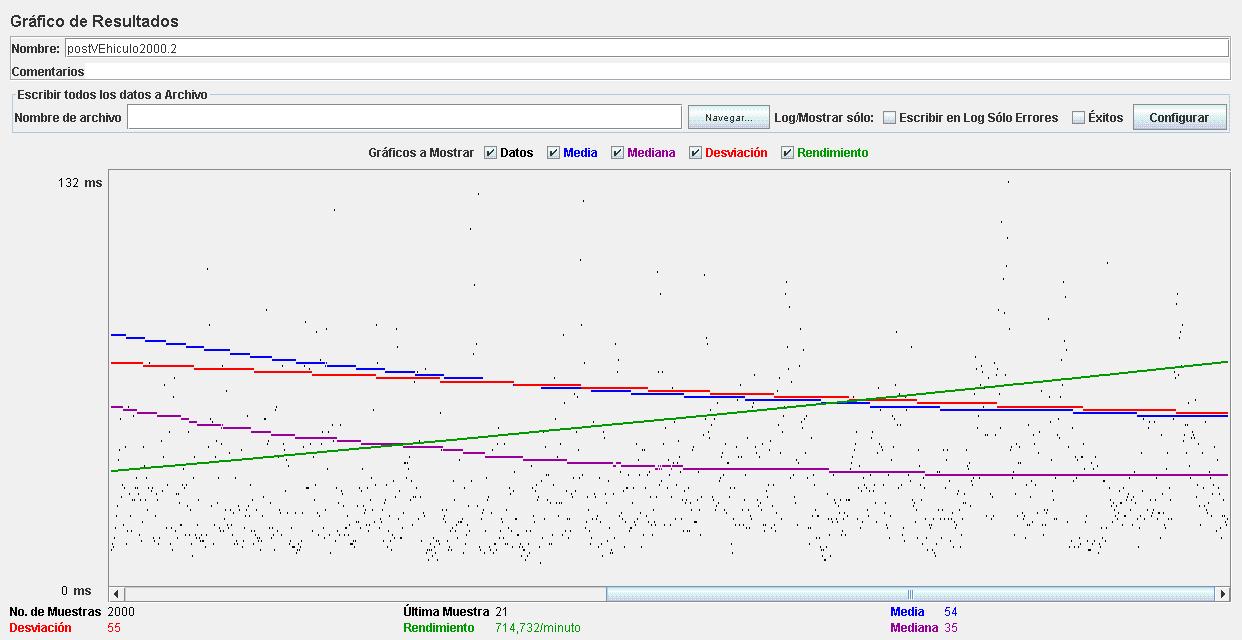 Gráfico de Resultados
Nombre: postVEhiculo2000.2
Comentarios
Escribir todos los datos a Archivo
Nombre de archivo Navegar... Log/Mostrar sólo: Escribir en Log Sólo Errores Éxitos Configurar
Gráficos a Mostrar Datos Media Mediana Desviación Rendimiento
132 ms
0 ms
No. de Muestras 2000 Última Muestra 21 Media 54
Desviación 55 Rendimiento 714,732/minuto Mediana 35